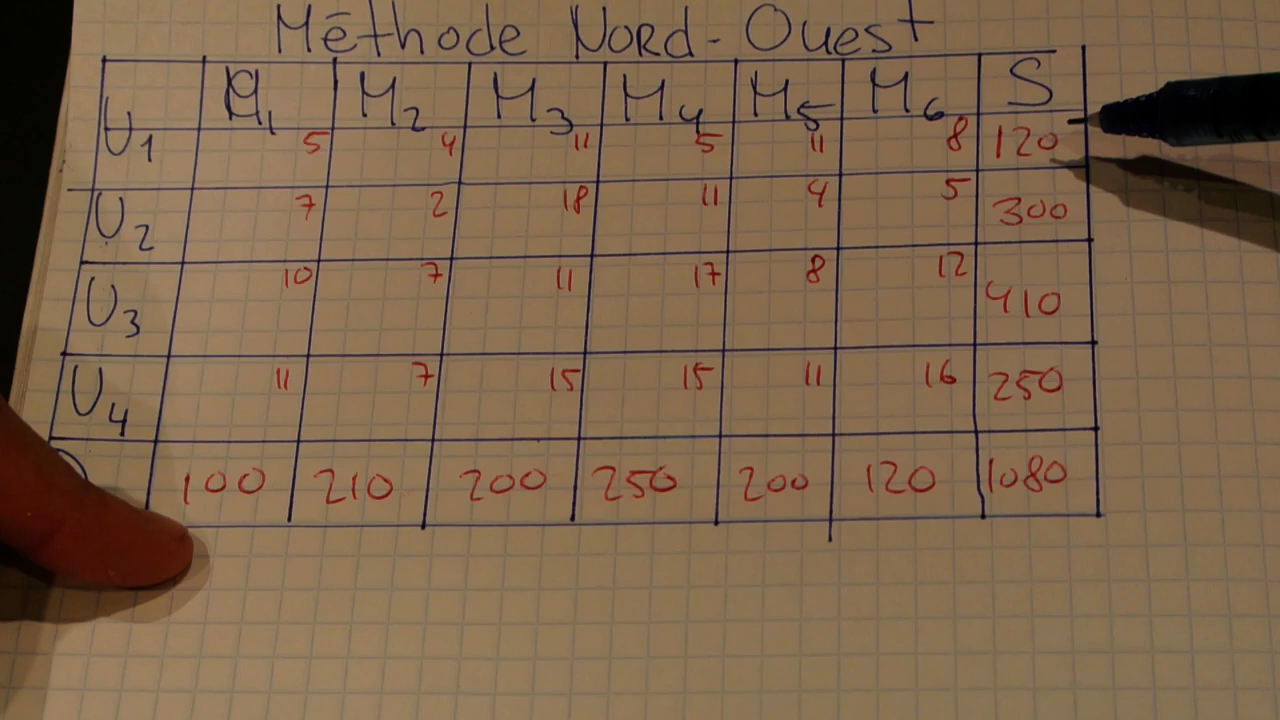 Méthode Nord-Ouest
M1 M2 M3 M4 M5 M6 S
U1 5 4 11 5 11 8 120
U2 7 2 18 11 4 5 300
U3 10 7 11 17 8 12 410
U4 11 7 15 15 11 16 250
100 210 200 250 200 120 1080